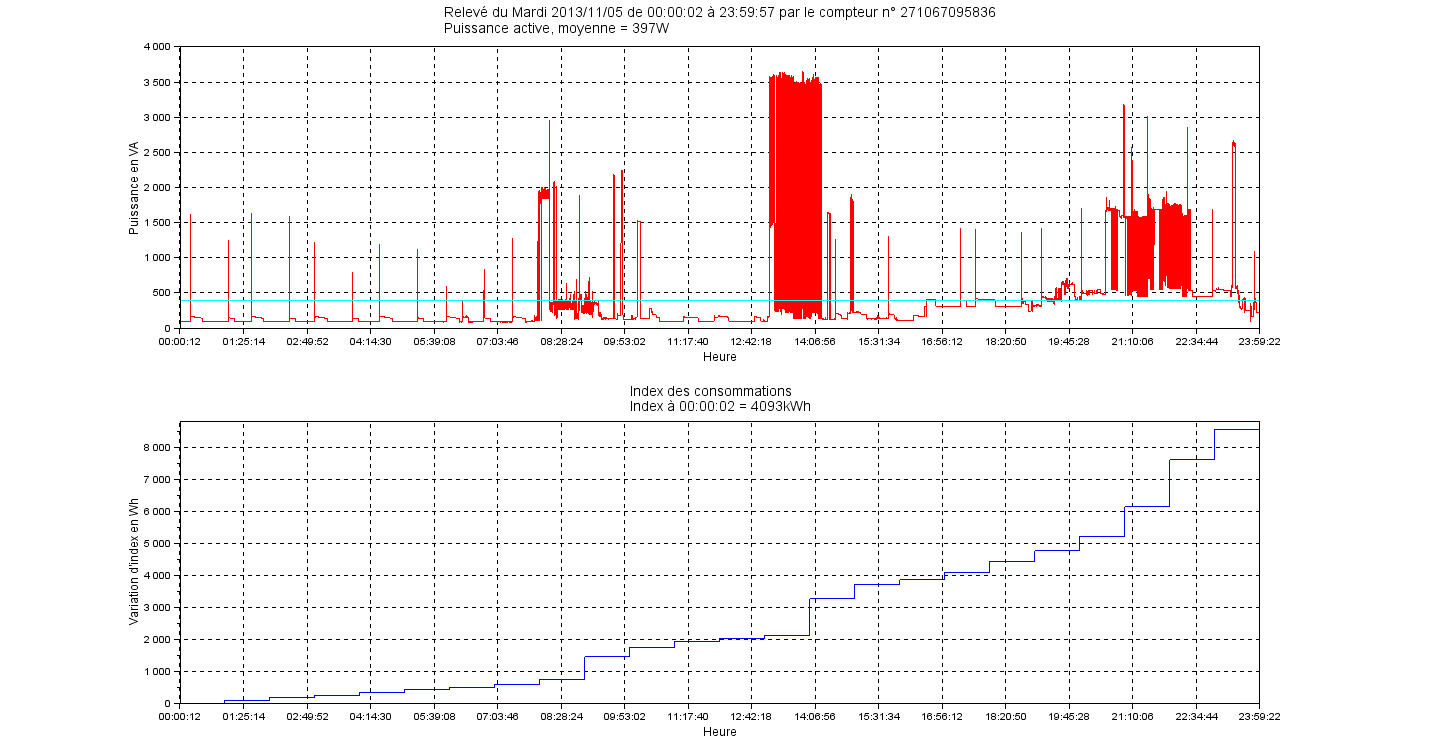 Relevé du Mardi 2013/11/05 de 00:00:02 à 23:59:57 par le compteur n° 271067095836
Puissance active, moyenne = 397W
4 000
3 500
3 000
2 500
2 000
1 500
1 000
500
0
Puissance en VA
00:00:12 01:25:14 02:49:52 04:14:30 05:39:08 07:03:46 08:28:24 09:53:02 11:17:40 12:42:18 14:06:56 15:31:34 16:56:12 18:20:50 19:45:28 21:10:06 22:34:44 23:59:22
Heure
Index des consommations
Index à 00:00:02 = 4093kWh
8 000
7 000
6 000
5 000
4 000
3 000
2 000
1 000
0
Variation d'index en Wh
00:00:12 01:25:14 02:49:52 04:14:30 05:39:08 07:03:46 08:28:24 09:53:02 11:17:40 12:42:18 14:06:56 15:31:34 16:56:12 18:20:50 19:45:28 21:10:06 22:34:44 23:59:22
Heure